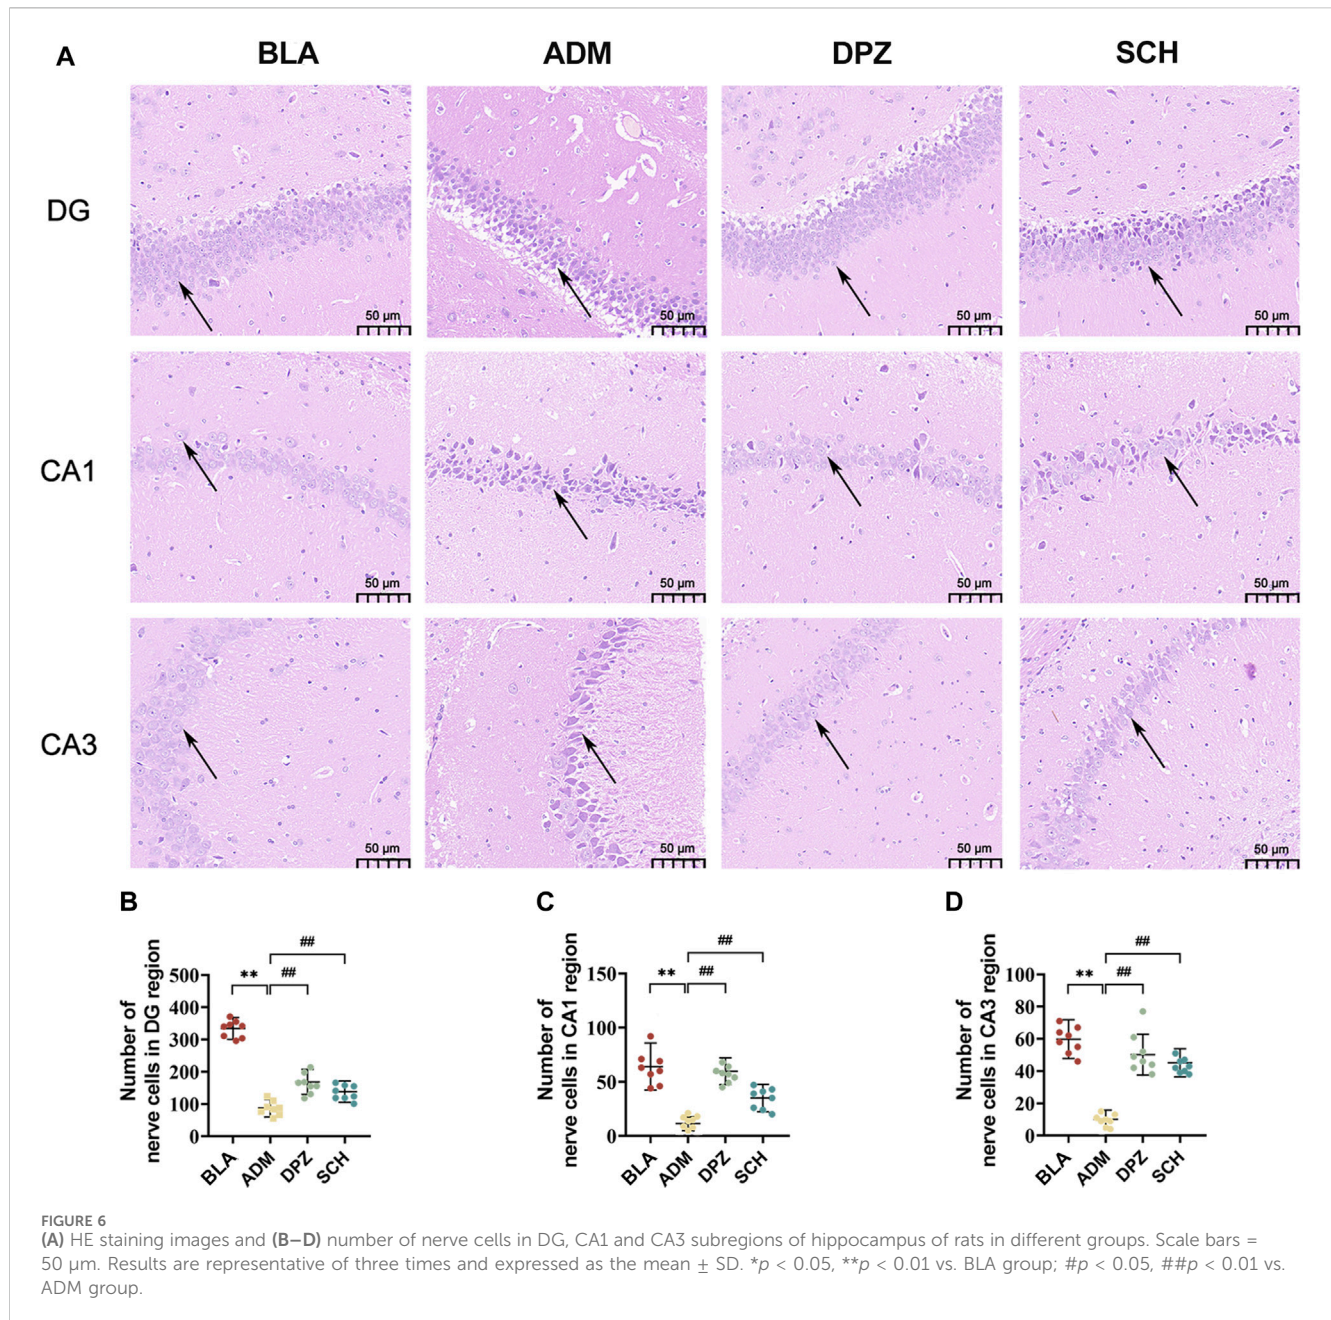 A
BLA
ADM
DPZ
SCH
DG
50 µm
50 µm
50 µm
50 µm
CA1
50 µm
50 µm
50 µm
50 µm
CA3
50 µm
50 µm
50 µm
50 µm
B
Number of
nerve cells in DG region
500
400
300
200
100
0
**
##
##
BLA
ADM
DPZ
SCH
C
Number of
nerve cells in CA1 region
150
100
50
0
**
##
##
BLA
ADM
DPZ
SCH
D
Number of
nerve cells in CA3 region
100
80
60
40
20
0
**
##
##
BLA
ADM
DPZ
SCH
FIGURE 6
(A) HE staining images and (B–D) number of nerve cells in DG, CA1 and CA3 subregions of hippocampus of rats in different groups. Scale bars =
50 µm. Results are representative of three times and expressed as the mean ± SD. *p < 0.05, **p < 0.01 vs. BLA group; #p < 0.05, ##p < 0.01 vs.
ADM group.